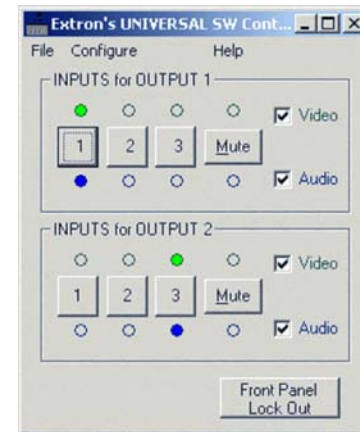 Extron's UNIVERSAL SW Cont...
File Configure Help
INPUTS for OUTPUT 1
Video
1 2 3 Mute
Audio
INPUTS for OUTPUT 2
Video
1 2 3 Mute
Audio
Front Panel
Lock Out